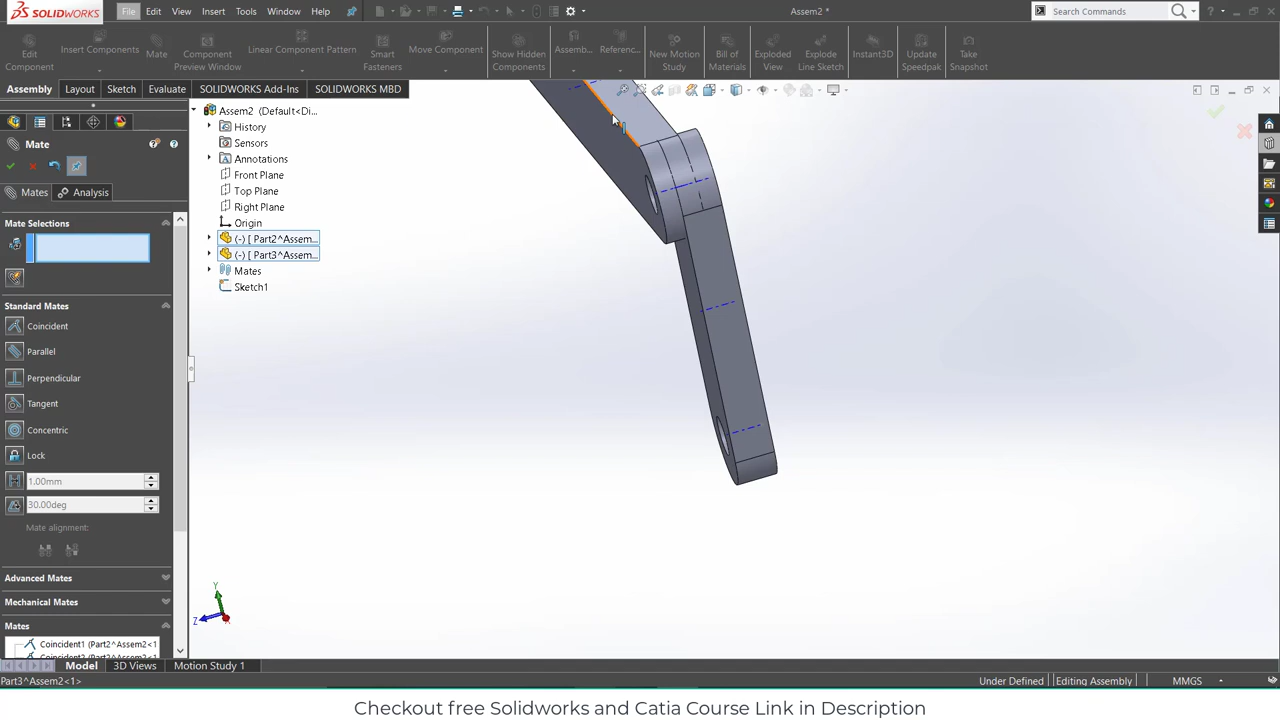 SOLIDWORKS File Edit View Insert Tools Window Help Assem2 * Search Commands
Edit Component Insert Components Mate Component Preview Window Linear Component Pattern Smart Fasteners Move Component Show Hidden Components Assemb... Referenc... New Motion Study Bill of Materials Exploded View Explode Line Sketch Instant3D Update Speedpak Take Snapshot
Assembly Layout Sketch Evaluate SOLIDWORKS Add-Ins SOLIDWORKS MBD
Assem2 (Default<Di...
History
Sensors
Annotations
Front Plane
Top Plane
Right Plane
Origin
(-) [ Part2^Assem...
(-) [ Part3^Assem...
Mates
Sketch1
Mate
Mates Analysis
Mate Selections
Standard Mates
Coincident
Parallel
Perpendicular
Tangent
Concentric
Lock
1.00mm
30.00deg
Mate alignment:
Advanced Mates
Mechanical Mates
Mates
Coincident1 (Part2^Assem2<1
Y
Z
Model 3D Views Motion Study 1
Part3^Assem2<1> Under Defined Editing Assembly MMGS
Checkout free Solidworks and Catia Course Link in Description